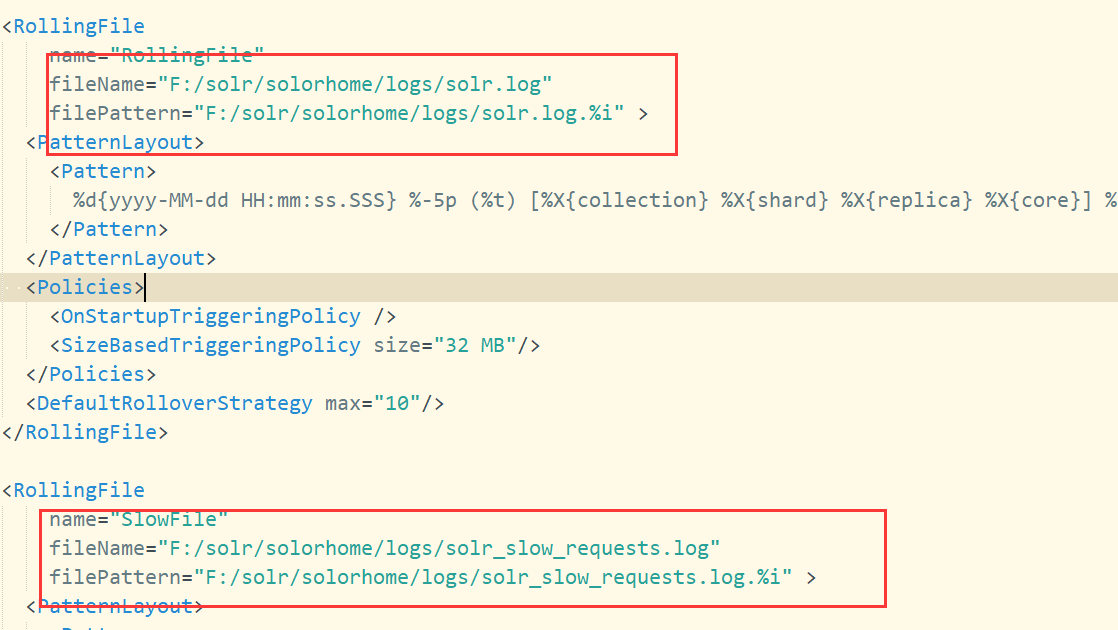 <RollingFile
name="RollingFile"
fileName="F:/solr/solorhome/logs/solr.log"
filePattern="F:/solr/solorhome/logs/solr.log.%i" >
<PatternLayout>
<Pattern>
%d{yyyy-MM-dd HH:mm:ss.SSS} %-5p (%t) [%X{collection} %X{shard} %X{replica} %X{core}] %
</Pattern>
</PatternLayout>
<Policies>
<OnStartupTriggeringPolicy />
<SizeBasedTriggeringPolicy size="32 MB"/>
</Policies>
<DefaultRolloverStrategy max="10"/>
</RollingFile>
<RollingFile
name="SlowFile"
fileName="F:/solr/solorhome/logs/solr_slow_requests.log"
filePattern="F:/solr/solorhome/logs/solr_slow_requests.log.%i" >
<PatternLayout>